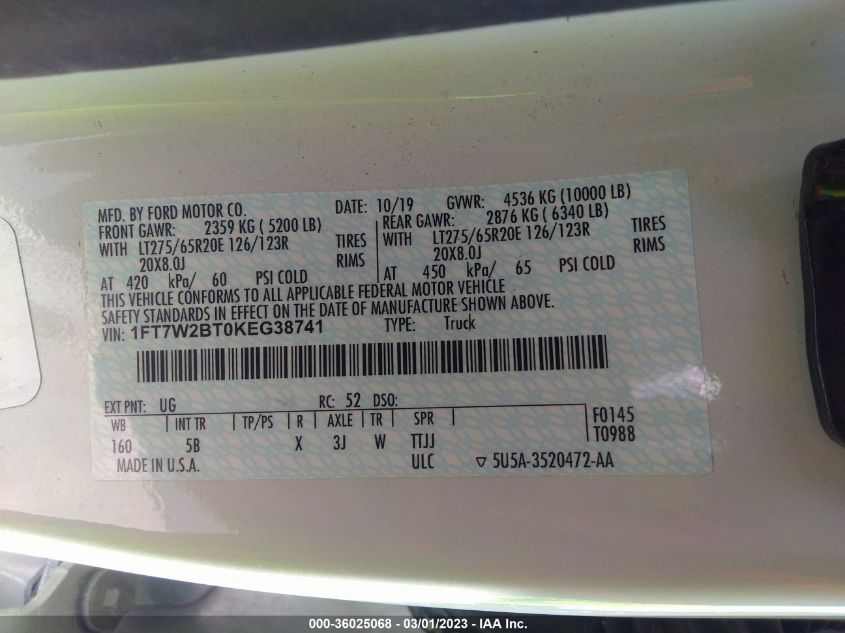 MFD. BY FORD MOTOR CO. DATE: 10/19 GVWR: 4536 KG (10000 LB)
FRONT GAWR: 2359 KG ( 5200 LB) REAR GAWR: 2876 KG ( 6340 LB)
WITH LT275/65R20E 126/123R TIRES WITH LT275/65R20E 126/123R TIRES
20X8.0J RIMS 20X8.0J RIMS
AT 420 kPa/ 60 PSI COLD AT 450 kPa/ 65 PSI COLD
THIS VEHICLE CONFORMS TO ALL APPLICABLE FEDERAL MOTOR VEHICLE
SAFETY STANDARDS IN EFFECT ON THE DATE OF MANUFACTURE SHOWN ABOVE.
VIN: 1FT7W2BT0KEG38741 TYPE: Truck
EXT PNT: UG RC: 52 DSO:
WB INT TR TP/PS R AXLE TR SPR F0145
160 5B X 3J W TTJJ T0988
MADE IN U.S.A. ULC ▽ 5U5A-3520472-AA
000-36025068 - 03/01/2023 - IAA Inc.